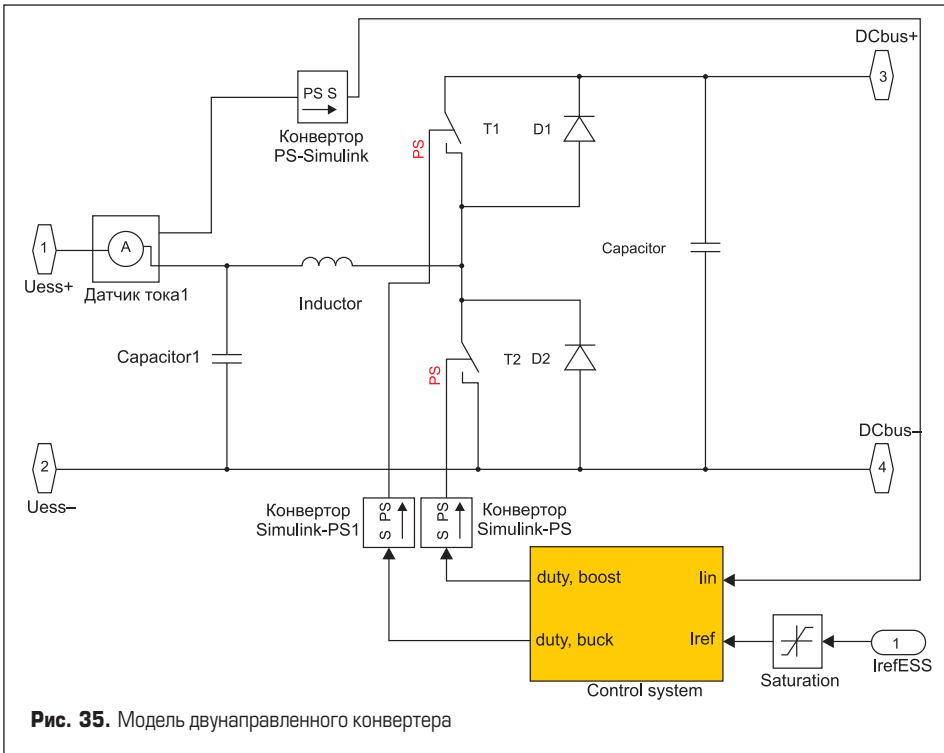 DCbus+
3
PS S
Конвертор
PS-Simulink
T1
D1
PS
1
A
Uess+
Датчик тока1
Inductor
Capacitor
Capacitor1
T2
D2
PS
DCbus–
2
4
Uess–
Конвертор
Simulink-PS1
S PS
S PS
Конвертор
Simulink-PS
duty, boost
Iin
duty, buck
Iref
1
Control system
Saturation
IrefESS
Рис. 35. Модель двунаправленного конвертера